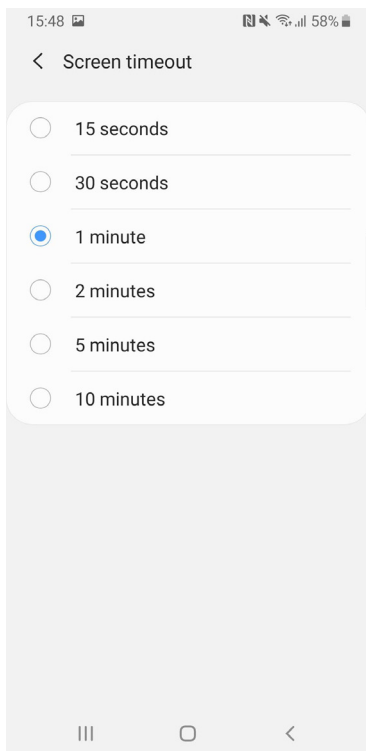 15:48 58%
Screen timeout
15 seconds
30 seconds
1 minute
2 minutes
5 minutes
10 minutes